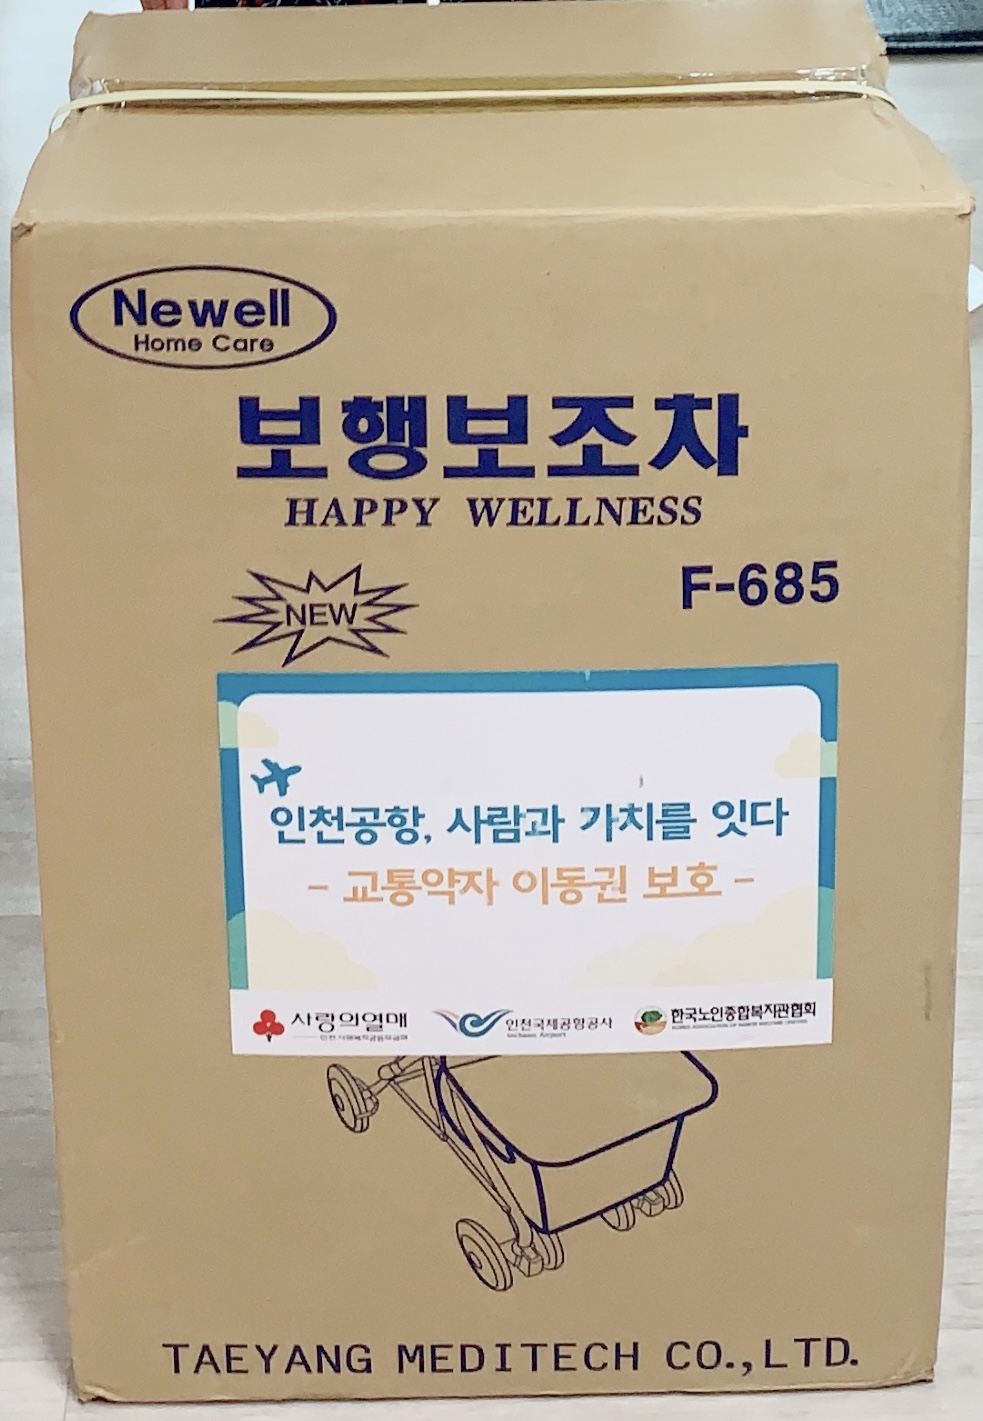 Newell
Home Care
보행보조차
HAPPY WELLNESS
F-685
NEW
인천공항, 사람과 가치를 잇다
- 교통약자 이동권 보호 -
사랑의열매
인천국제공항공사
Incheon Airport
한국노인종합복지관협회
TAEYANG MEDITECH CO.,LTD.